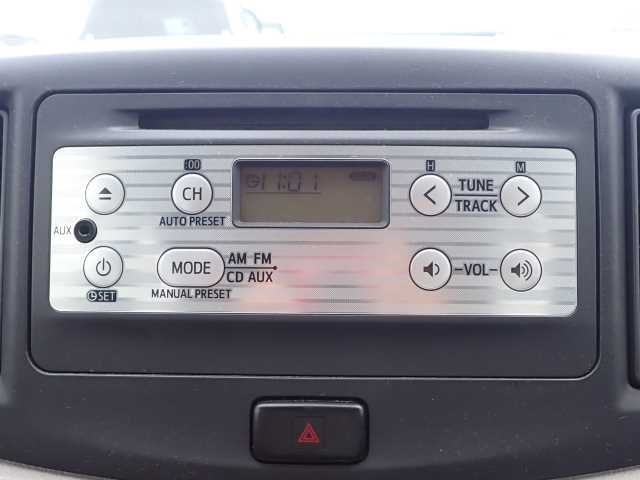 :00
H
M
11:01
CH
TUNE
TRACK
AUTO PRESET
AUX
MODE
AM FM
CD AUX
-VOL-
SET
MANUAL PRESET